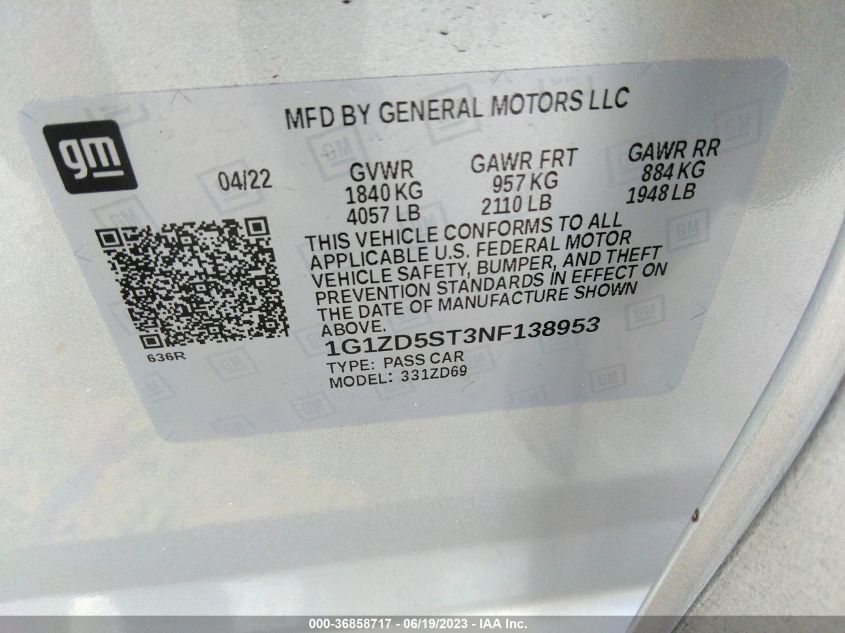 MFD BY GENERAL MOTORS LLC
gm
04/22
GVWR
1840 KG
4057 LB
GAWR FRT
957 KG
2110 LB
GAWR RR
884 KG
1948 LB
THIS VEHICLE CONFORMS TO ALL
APPLICABLE U.S. FEDERAL MOTOR
VEHICLE SAFETY, BUMPER, AND THEFT
PREVENTION STANDARDS IN EFFECT ON
THE DATE OF MANUFACTURE SHOWN
ABOVE.
1G1ZD5ST3NF138953
TYPE: PASS CAR
MODEL: 331ZD69
636R
000-36858717 - 06/19/2023 - IAA Inc.